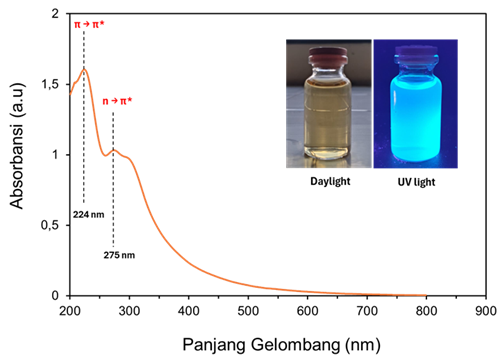 π → π*
n → π*
224 nm
275 nm
Daylight
UV light
Absorbansi (a.u)
2
1,5
1
0,5
0
200
300
400
500
600
700
800
900
Panjang Gelombang (nm)